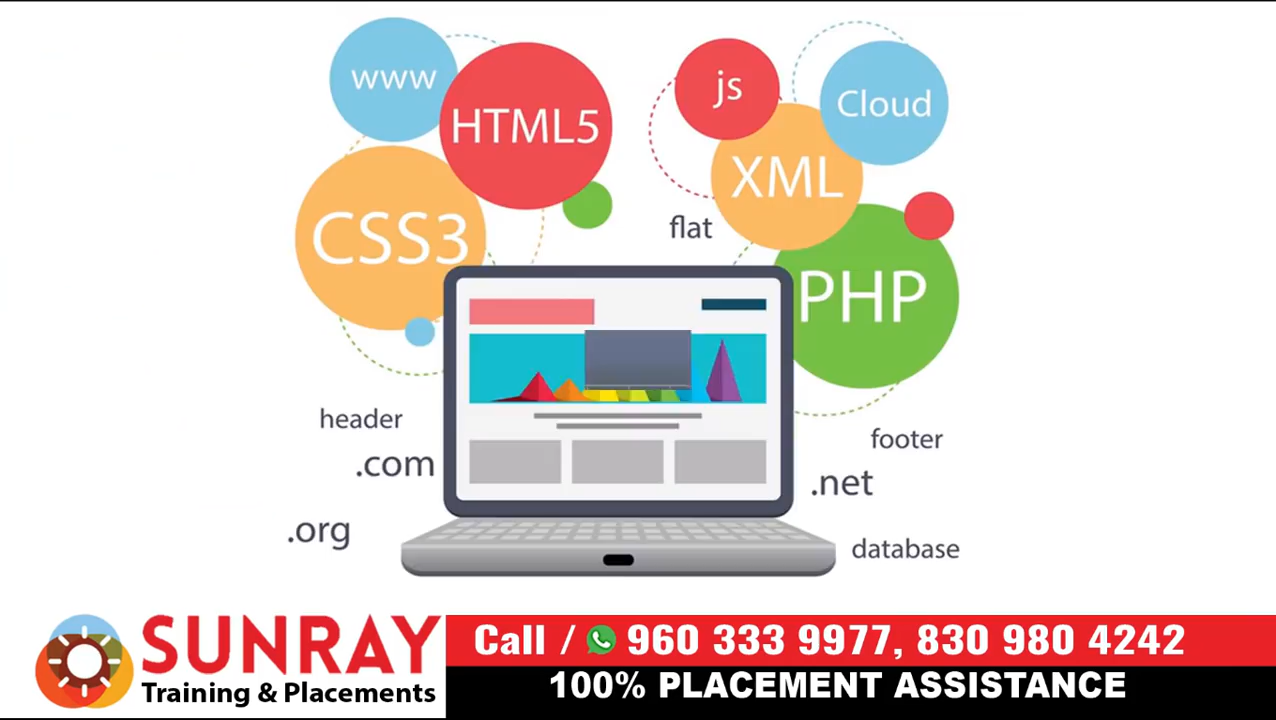 www
HTML5
js
Cloud
XML
CSS3
flat
PHP
header
footer
.com
.net
.org
database
SUNRAY
Training & Placements
Call / 960 333 9977, 830 980 4242
100% PLACEMENT ASSISTANCE